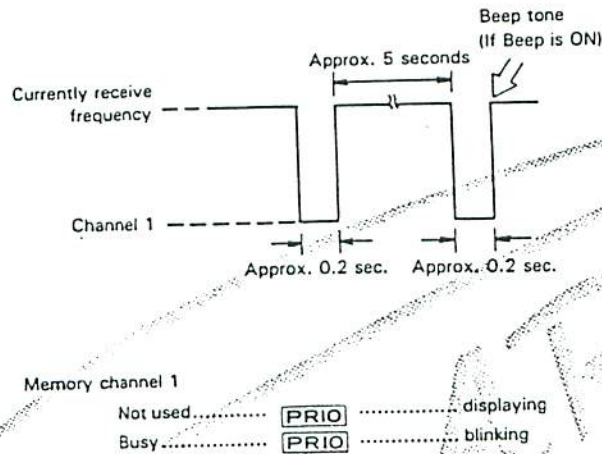 Beep tone
(If Beep is ON)
Approx. 5 seconds
Currently receive
frequency
Channel 1
Approx. 0.2 sec. Approx. 0.2 sec.
Memory channel 1
Not used........ PRIO ............... displaying
Busy............. PRIO ............... blinking